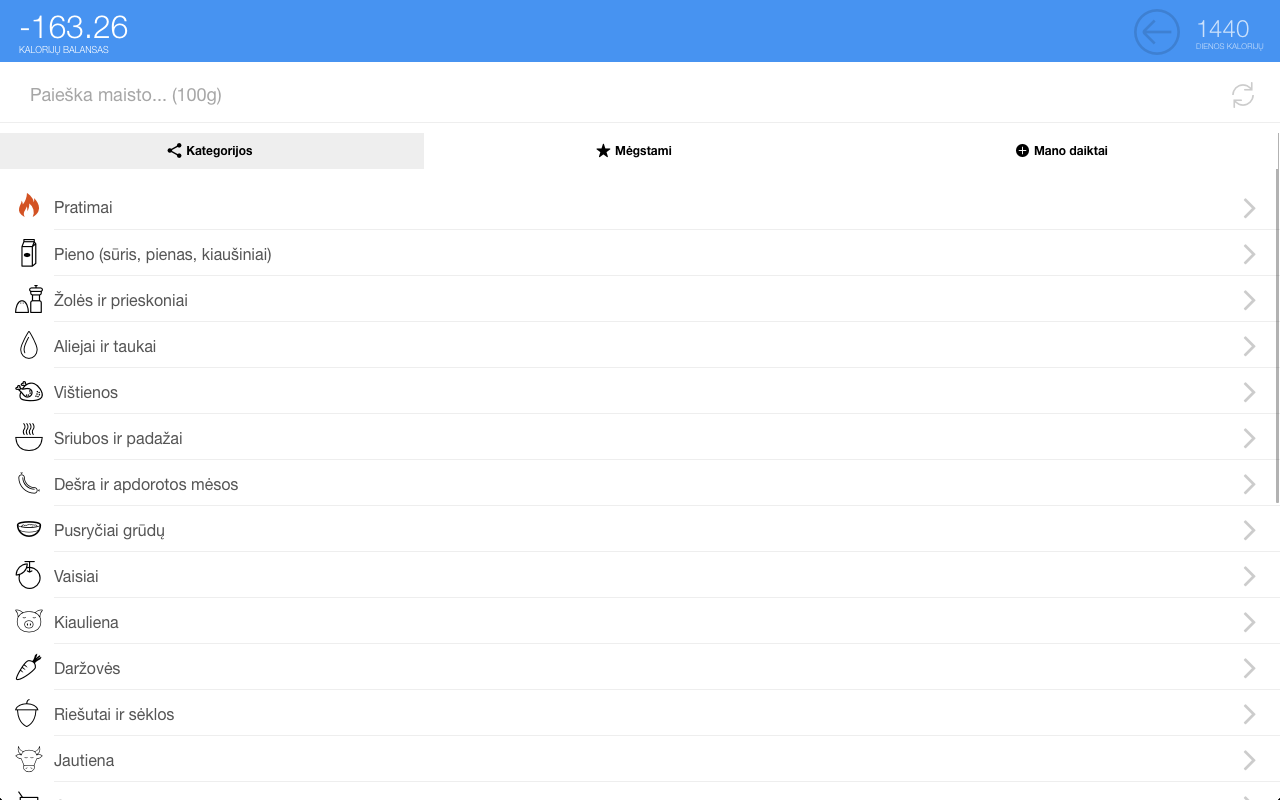 -163.26
KALORIJŲ BALANSAS
1440
DIENOS KALORIJŲ
Paieška maisto... (100g)
Kategorijos
Mėgstami
Mano daiktai
Pratimai
Pieno (sūris, pienas, kiaušiniai)
Žolės ir prieskoniai
Aliejai ir taukai
Vištienos
Sriubos ir padažai
Dešra ir apdorotos mėsos
Pusryčiai grūdų
Vaisiai
Kiauliena
Daržovės
Riešutai ir sėklos
Jautiena